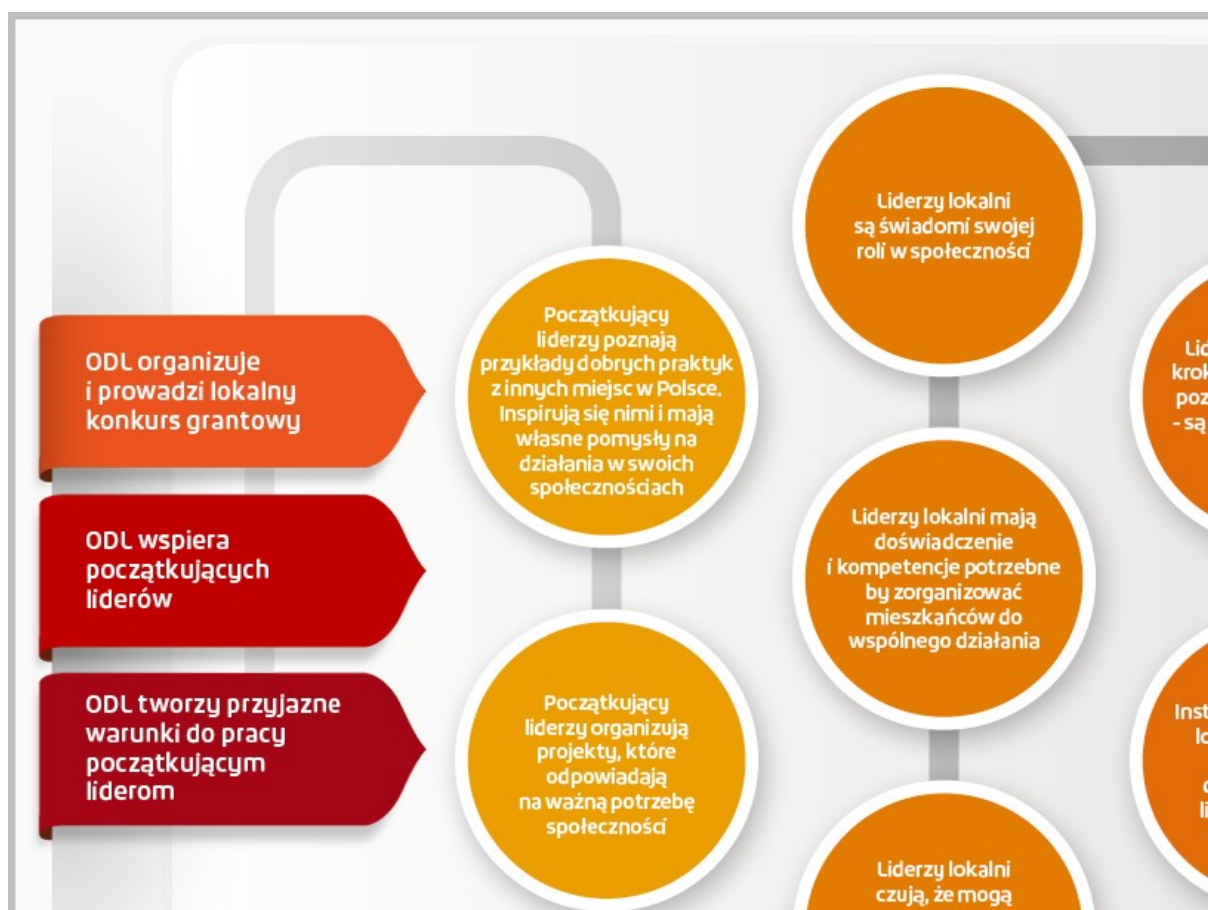 ODL organizuje
i prowadzi lokalny
konkurs grantowy
ODL wspiera
początkujących
liderów
ODL tworzy przyjazne
warunki do pracy
początkującym
liderom
Początkujący
liderzy poznają
przykłady dobrych praktyk
z innych miejsc w Polsce.
Inspirują się nimi i mają
własne pomysły na
działania w swoich
społecznościach
Początkujący
liderzy organizują
projekty, które
odpowiadają
na ważną potrzebę
społeczności
Liderzy lokalni
są świadomi swojej
roli w społeczności
Liderzy lokalni mają
doświadczenie
i kompetencje potrzebne
by zorganizować
mieszkańców do
wspólnego działania
Liderzy lokalni
czują, że mogą
- są